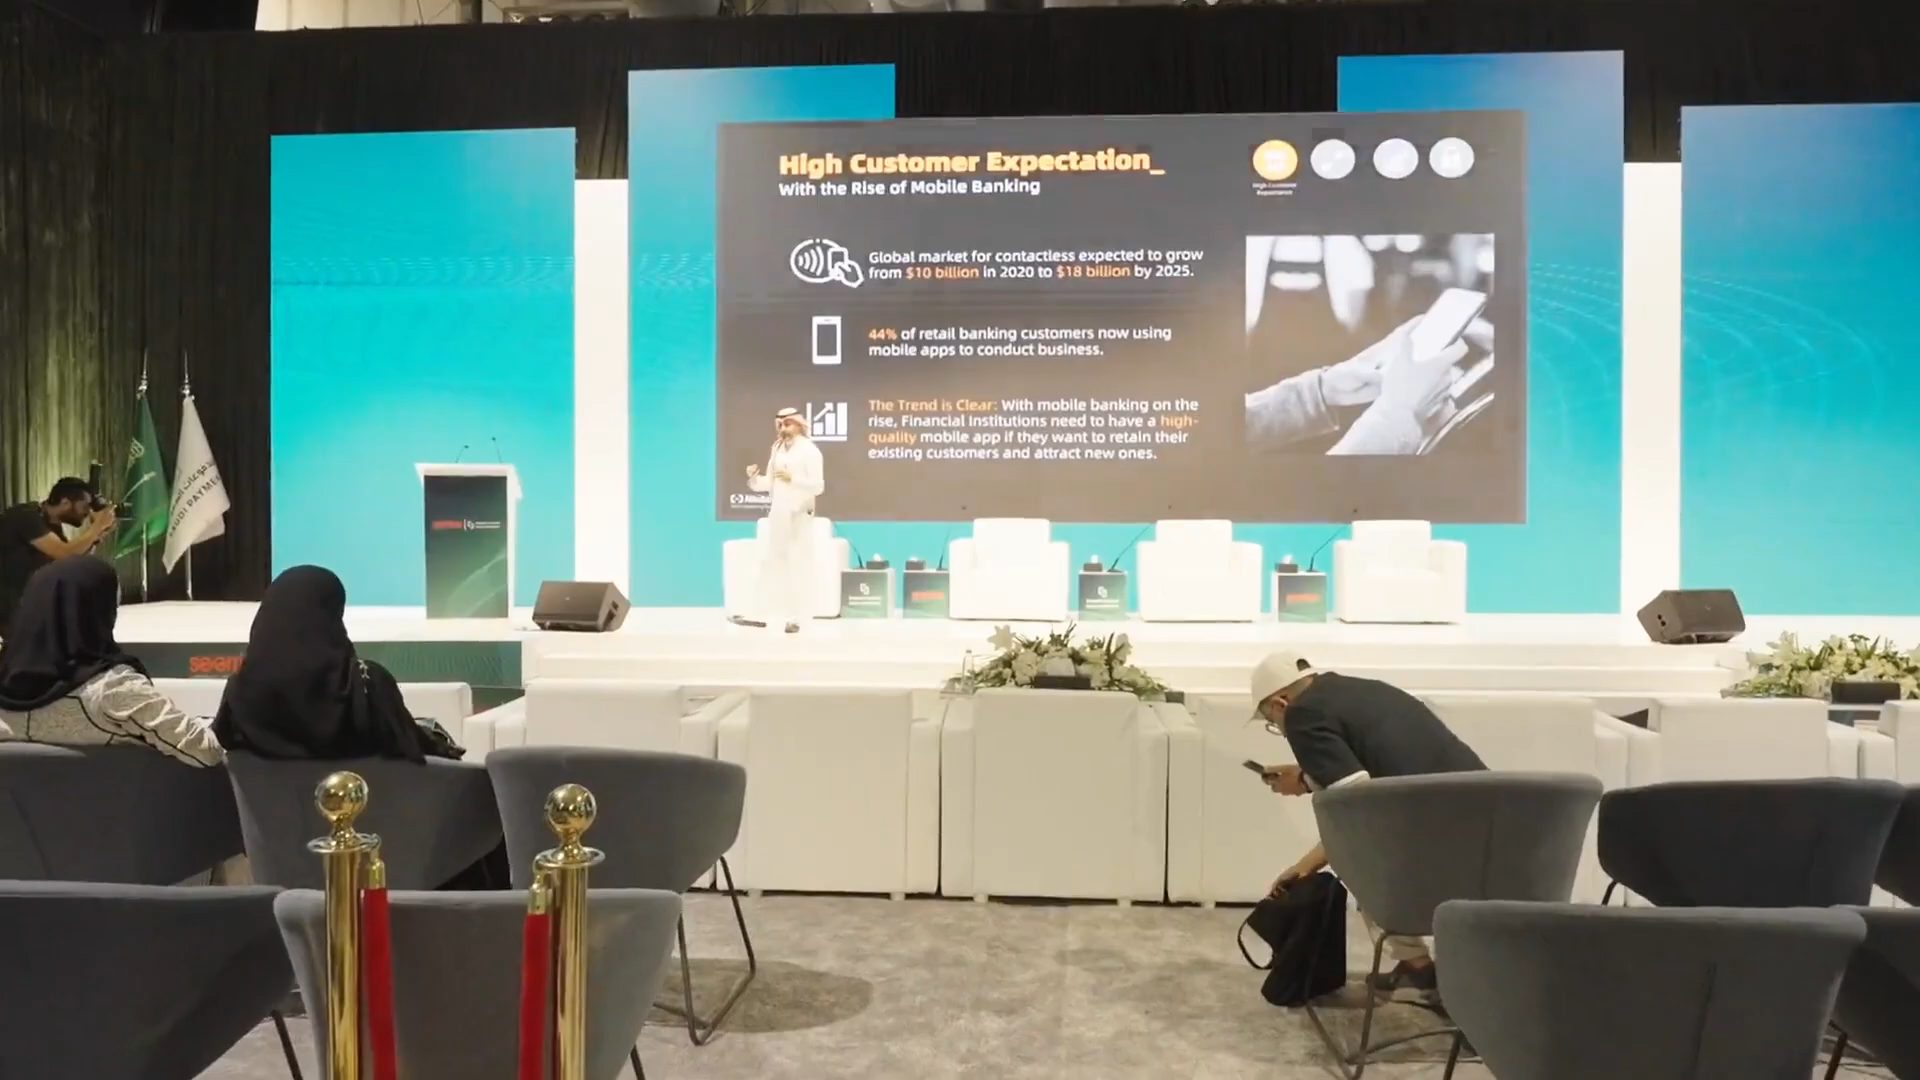 High Customer Expectation_
With the Rise of Mobile Banking
High Customer
Expectation
Global market for contactless expected to grow
from $10 billion in 2020 to $18 billion by 2025.
44% of retail banking customers now using
mobile apps to conduct business.
The Trend is Clear: With mobile banking on the
rise, Financial Institutions need to have a high-
quality mobile app if they want to retain their
existing customers and attract new ones.